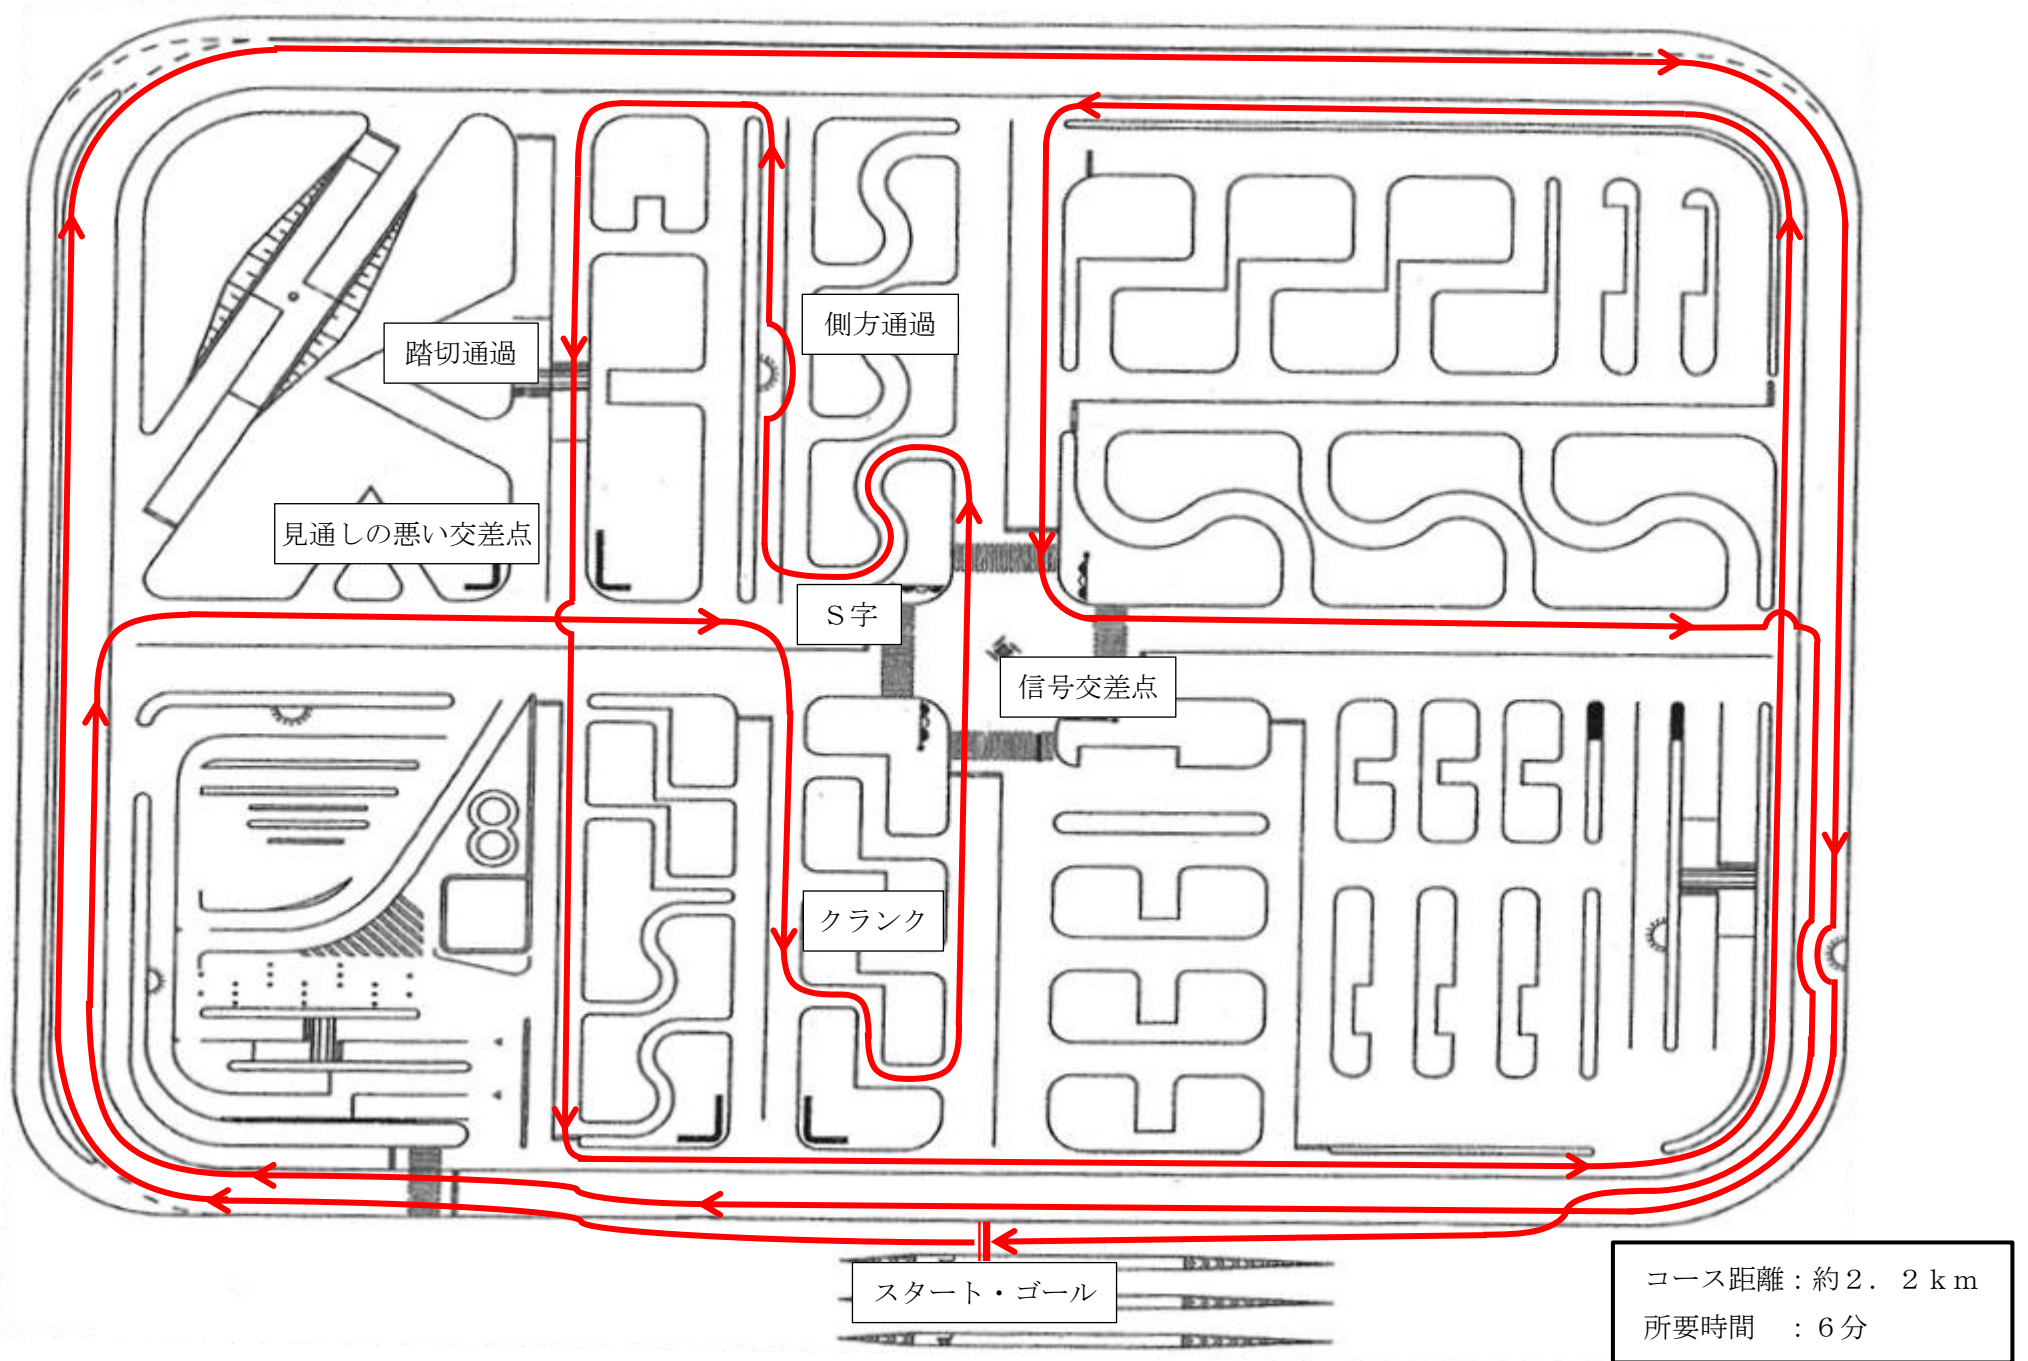 側方通過
踏切通過
見通しの悪い交差点
S字
信号交差点
クランク
スタート・ゴール
コース距離：約２．２ｋｍ
所要時間　：６分